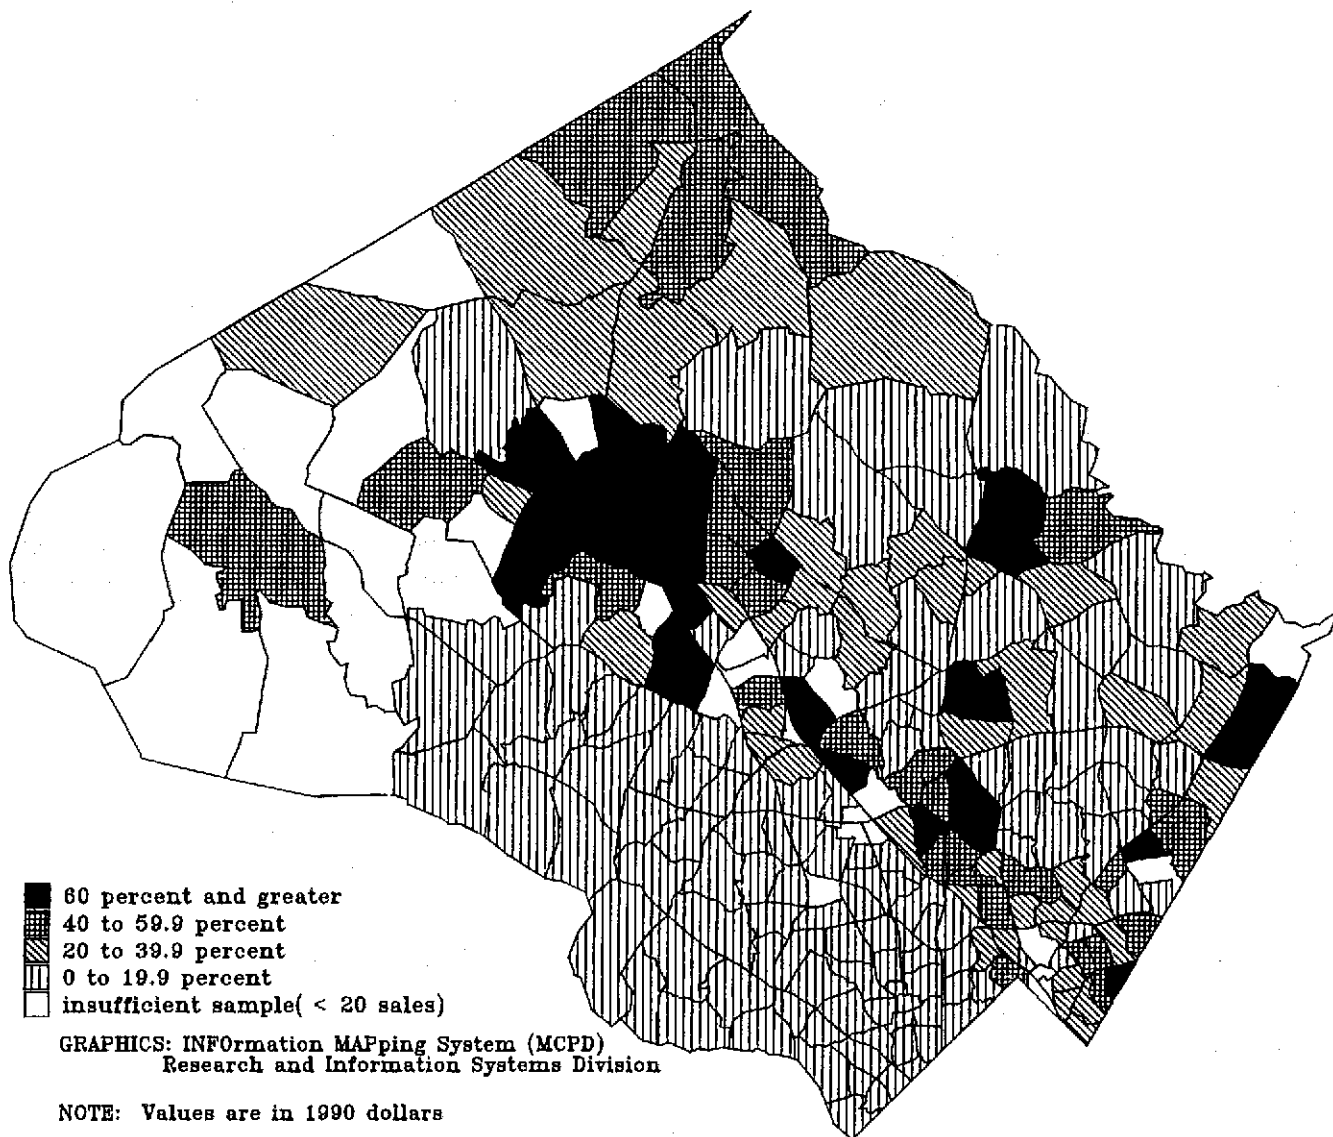 60 percent and greater
40 to 59.9 percent
20 to 39.9 percent
0 to 19.9 percent
insufficient sample( < 20 sales)
GRAPHICS: INFOrmation MAPping System (MCPD)
Research and Information Systems Division
NOTE: Values are in 1990 dollars